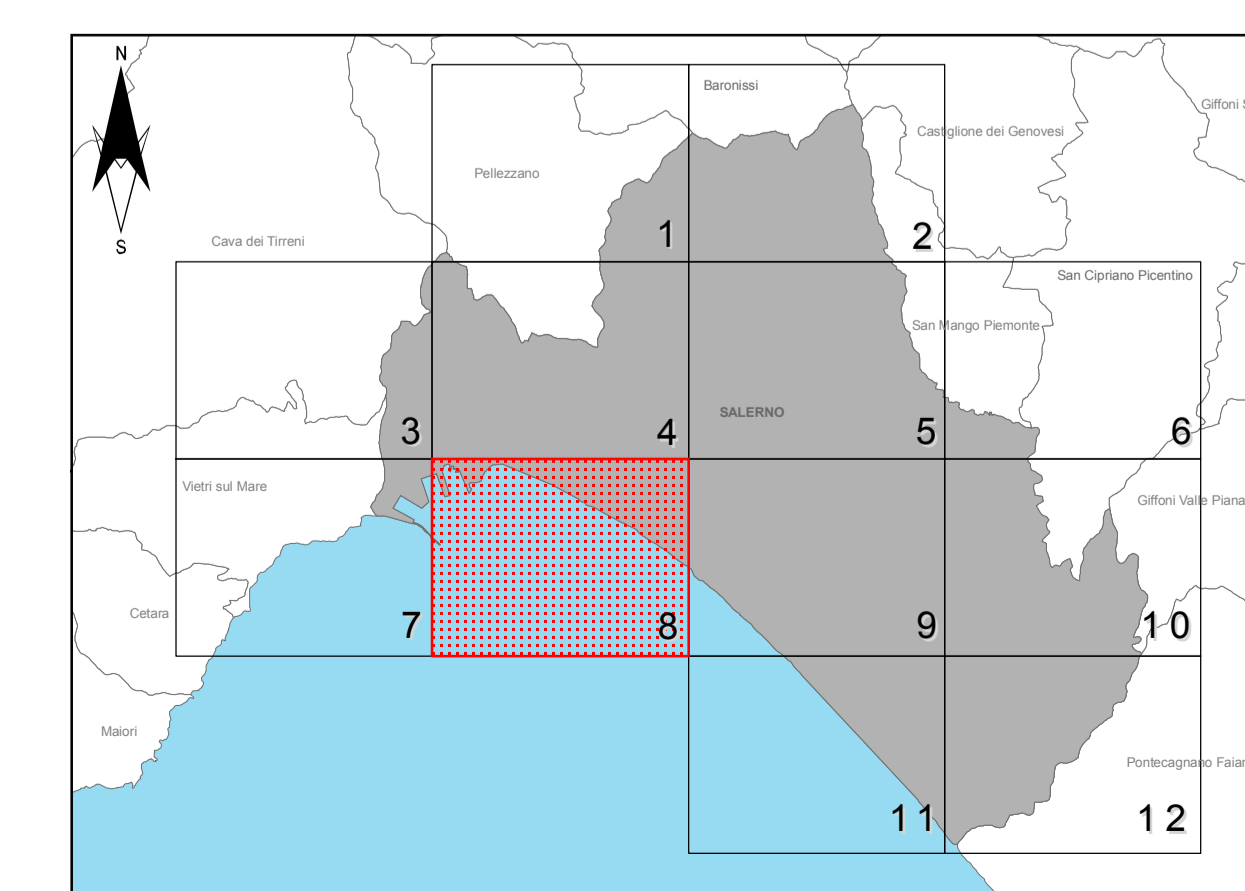 N
Baronissi
Giffoni
Castiglione dei Genovesi
Pellezzano
1
2
Cava dei Tirreni
S
San Cipriano Picentino
San Mango Piemonte
SALERNO
3
4
5
6
Vietri sul Mare
Giffoni Valle Piana
Cetara
7
8
9
10
Maiori
Pontecagnano Faian
11
12